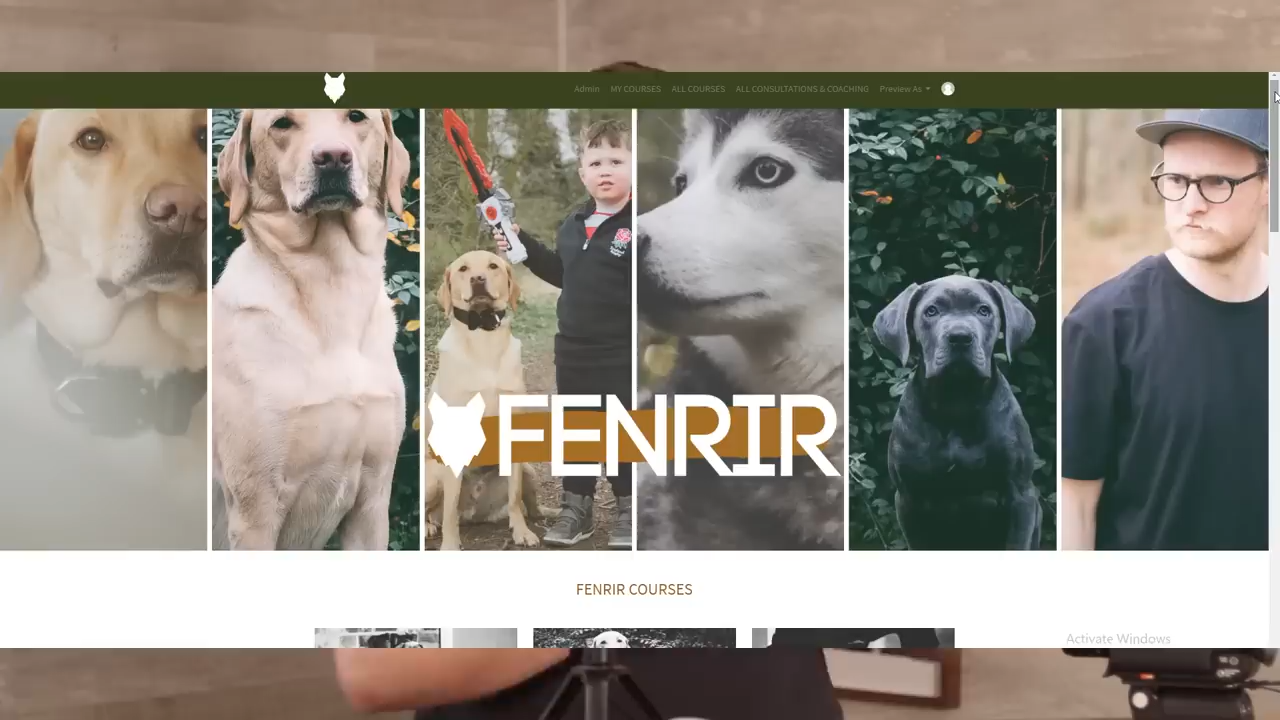 Admin MY COURSES ALL COURSES ALL CONSULTATIONS & COACHING Preview As
FENRIR
FENRIR COURSES
Activate Windows